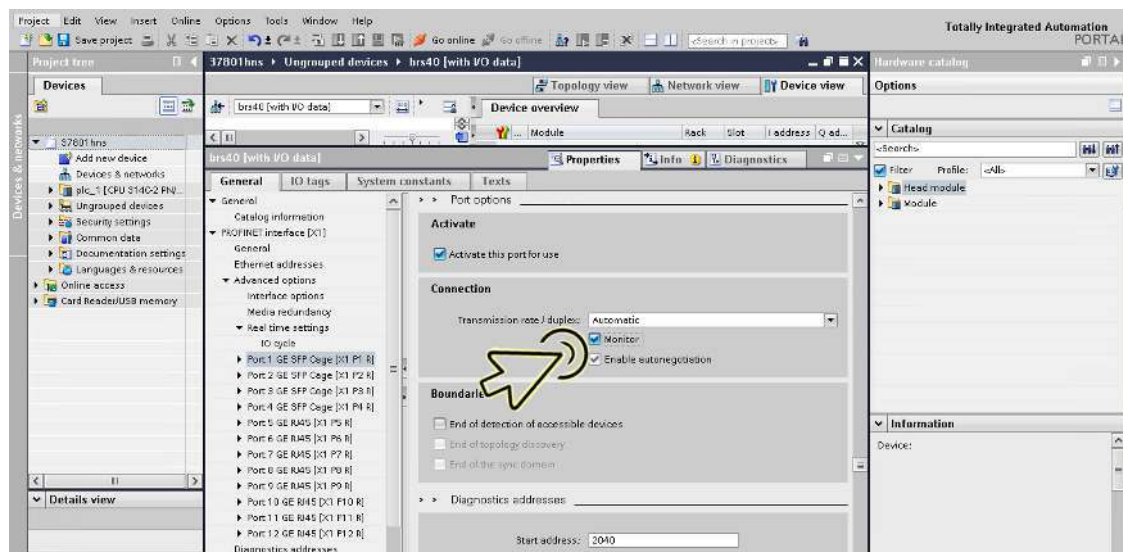 Project Edit View Insert Online Options Tools Window Help
Totally Integrated Automation
PORTAL
Save project
Go online
Go offline
<Search in project>
Project tree
37801hns Ungrouped devices brs40 [with I/O data]
Hardware catalog
Devices
Topology view
Network view
Device view
Options
brs40 [with I/O data]
Device overview
Module Rack Slot I address Q ad...
Catalog
<Search>
Filter Profile: <All>
Head module
Module
Devices & networks
37801hns
Add new device
Devices & networks
plc_1 [CPU 314C-2 PN/...
Ungrouped devices
Security settings
Common data
Documentation settings
Languages & resources
Online access
Card Reader/USB memory
Details view
brs40 [with I/O data]
Properties
Info
Diagnostics
General
IO tags
System constants
Texts
General
Catalog information
PROFINET interface [X1]
General
Ethernet addresses
Advanced options
Interface options
Media redundancy
Real time settings
IO cycle
Port 1 GE SFP Cage [X1 P1 R]
Port 2 GE SFP Cage [X1 P2 R]
Port 3 GE SFP Cage [X1 P3 R]
Port 4 GE SFP Cage [X1 P4 R]
Port 5 GE RJ45 [X1 P5 R]
Port 6 GE RJ45 [X1 P6 R]
Port 7 GE RJ45 [X1 P7 R]
Port 8 GE RJ45 [X1 P8 R]
Port 9 GE RJ45 [X1 P9 R]
Port 10 GE RJ45 [X1 P10 R]
Port 11 GE RJ45 [X1 P11 R]
Port 12 GE RJ45 [X1 P12 R]
Diagnostics addresses
> > Port options
Activate
Activate this port for use
Connection
Transmission rate / duplex: Automatic
Monitor
Enable autonegotiation
Boundarie
End of detection of accessible devices
End of topology discovery
End of the sync domain
> > Diagnostics addresses
Start address: 2040
Information
Device: